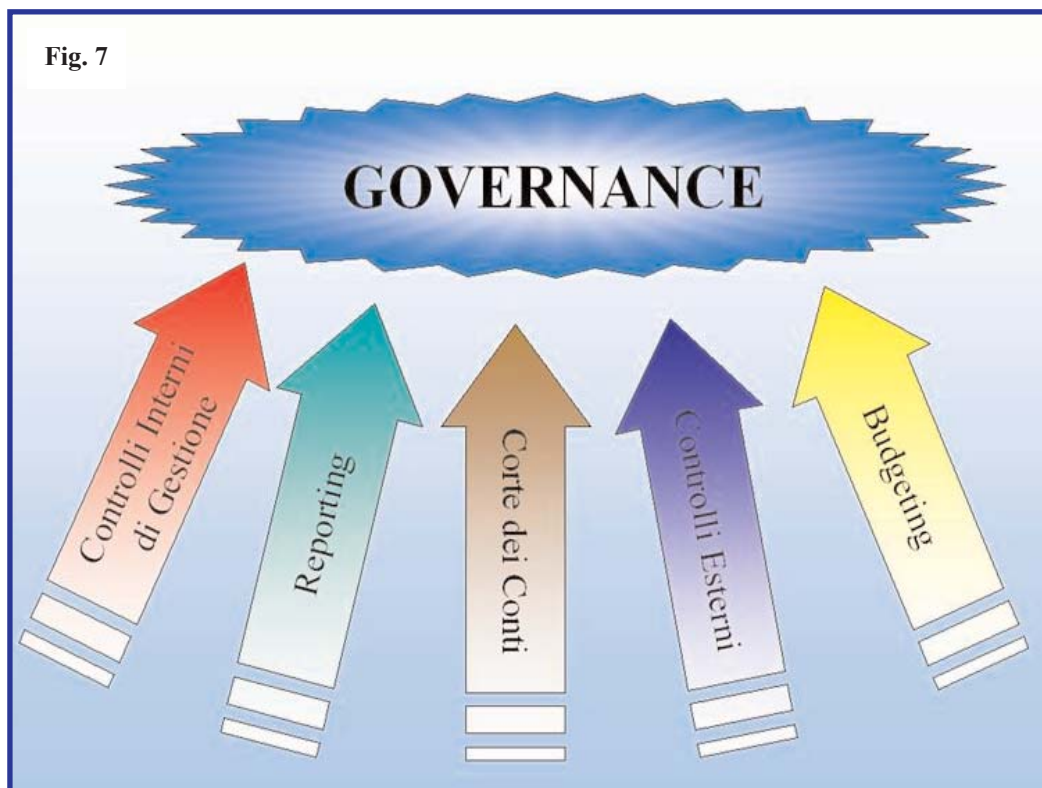 Fig. 7
GOVERNANCE
Controlli Interni
di Gestione
Reporting
Corte dei Conti
Controlli Esterni
Budgeting